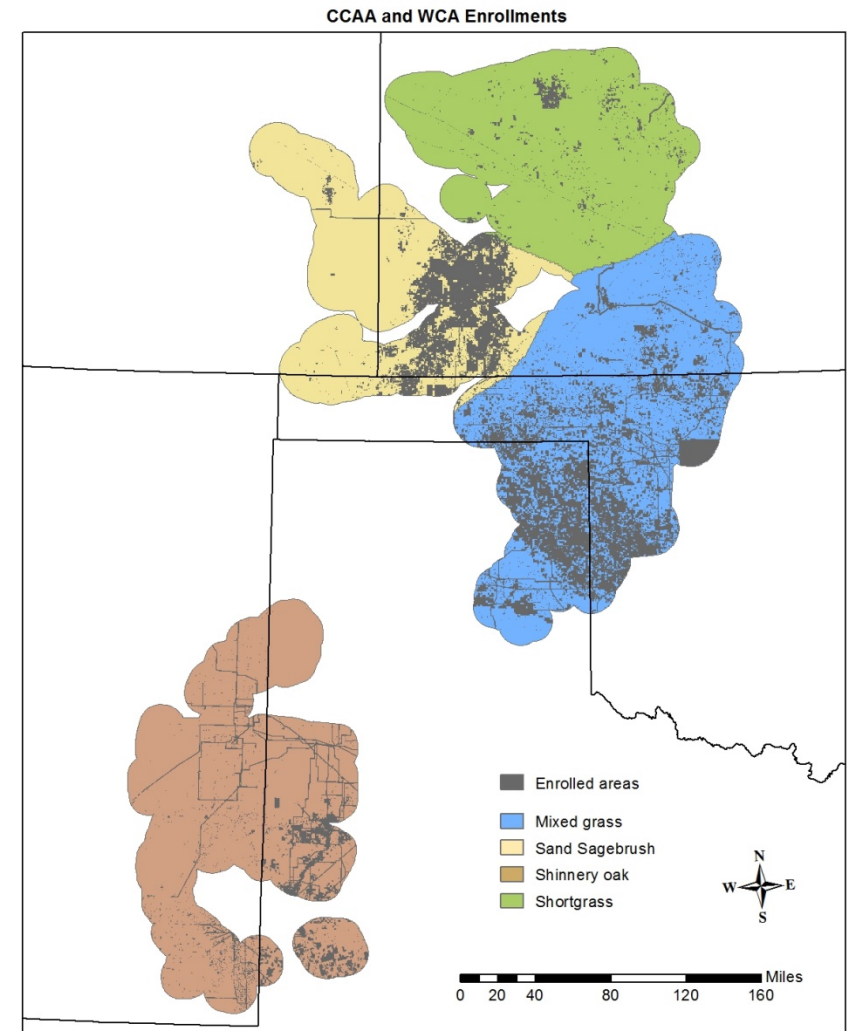 CCAA and WCA Enrollments
Enrolled areas
Mixed grass
Sand Sagebrush
Shinnery oak
Shortgrass
N
W E
S
Miles
0 20 40 80 120 160